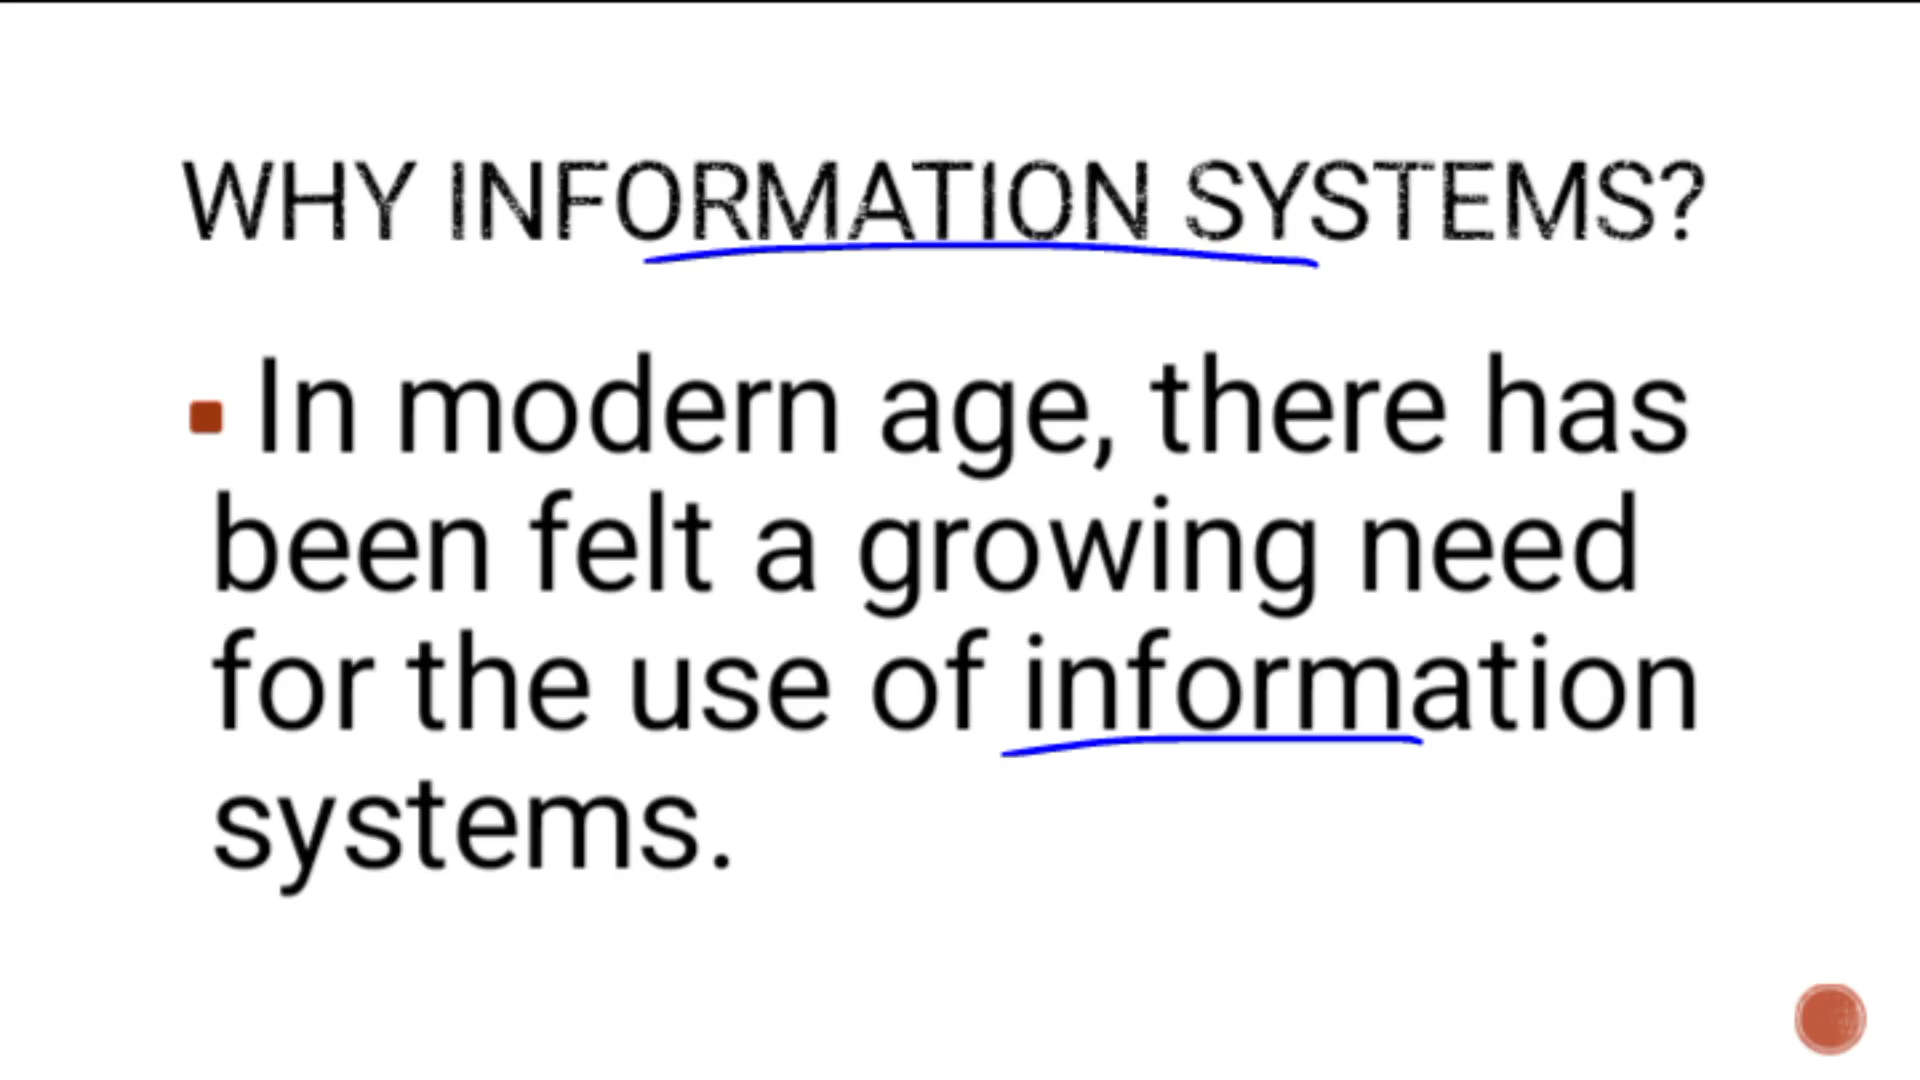 WHY INFORMATION SYSTEMS?
In modern age, there has
been felt a growing need
for the use of information
systems.